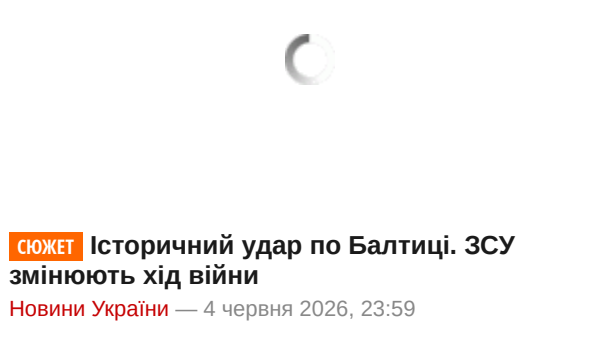 СЮЖЕТ Історичний удар по Балтиці. ЗСУ
змінюють хід війни
Новини України — 4 червня 2026, 23:59